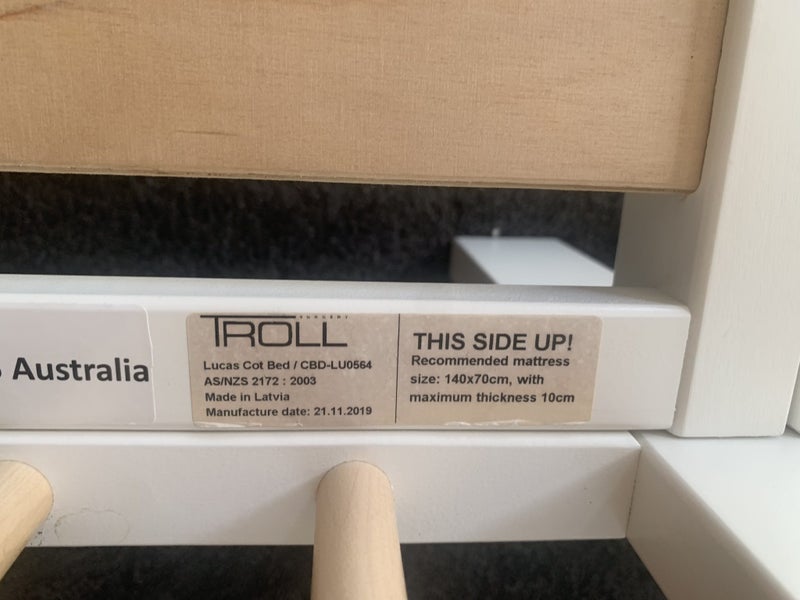 Australia
TROLL
NURSERY
Lucas Cot Bed / CBD-LU0564
AS/NZS 2172 : 2003
Made in Latvia
Manufacture date: 21.11.2019
THIS SIDE UP!
Recommended mattress
size: 140x70cm, with
maximum thickness 10cm